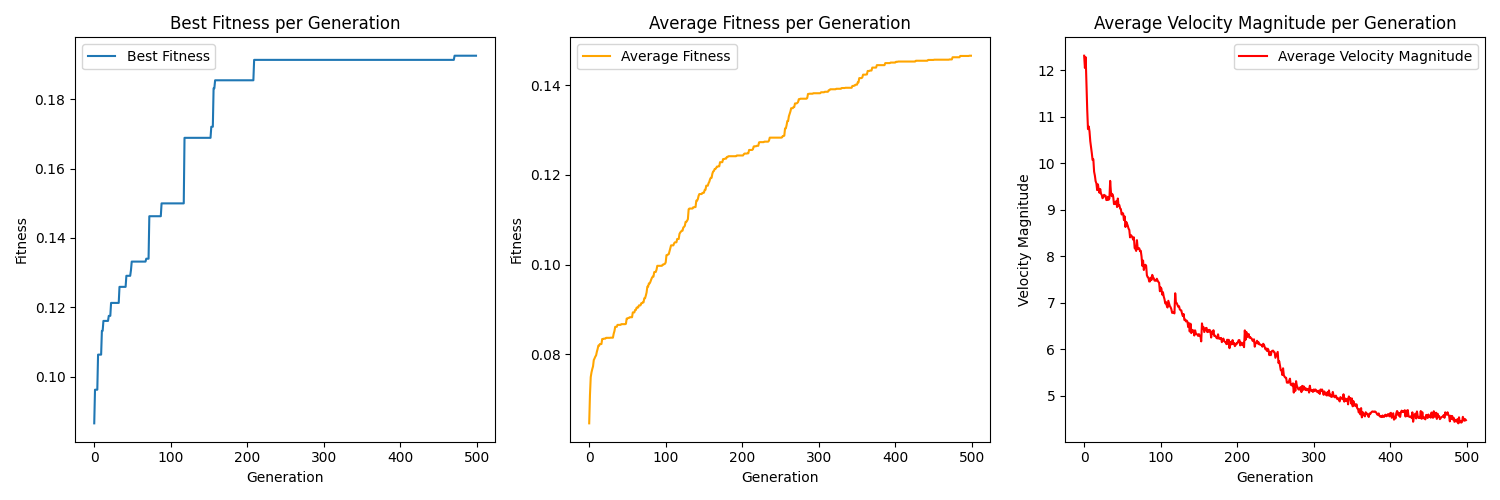 Best Fitness per Generation
Best Fitness
Fitness
0.18
0.16
0.14
0.12
0.10
0 100 200 300 400 500
Generation
Average Fitness per Generation
Average Fitness
Fitness
0.14
0.12
0.10
0.08
0 100 200 300 400 500
Generation
Average Velocity Magnitude per Generation
Average Velocity Magnitude
Velocity Magnitude
12
11
10
9
8
7
6
5
0 100 200 300 400 500
Generation